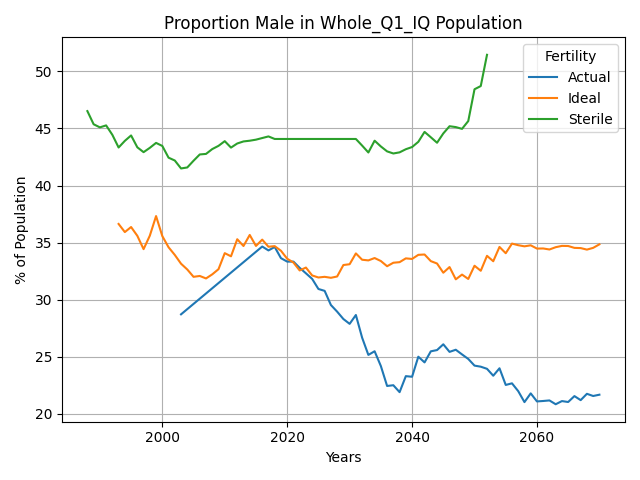 Proportion Male in Whole_Q1_IQ Population
Fertility
Actual
Ideal
Sterile
% of Population
50
45
40
35
30
25
20
2000
2020
2040
2060
Years